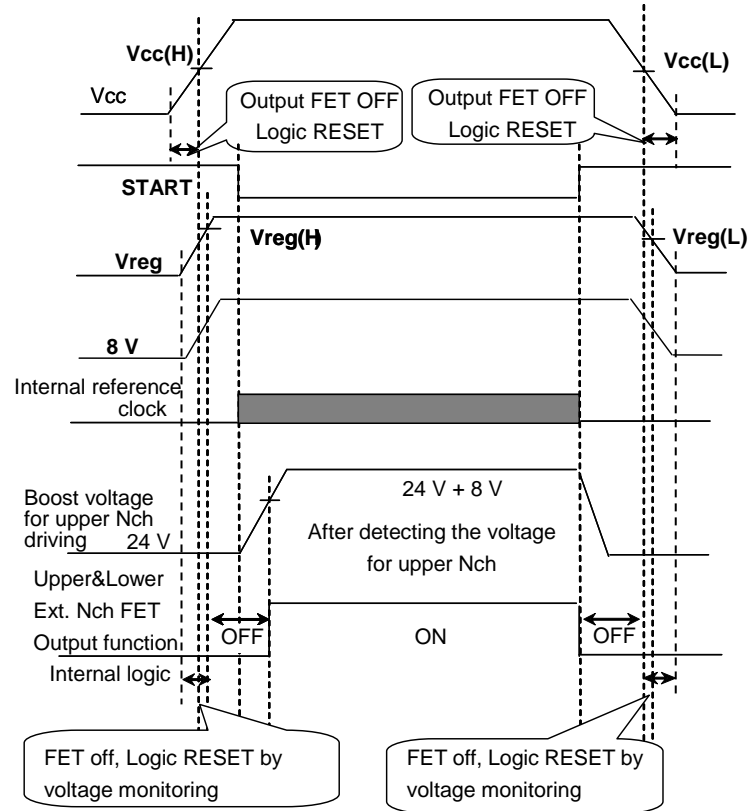 Vcc(H)
Vcc(L)
Vcc
Output FET OFF
Logic RESET
Output FET OFF
Logic RESET
START
Vreg(H)
Vreg
Vreg(L)
8 V
Internal reference
clock
Boost voltage
for upper Nch
driving 24 V
24 V + 8 V
After detecting the voltage
for upper Nch
Upper&Lower
Ext. Nch FET
Output function
OFF
ON
OFF
Internal logic
FET off, Logic RESET by
voltage monitoring
FET off, Logic RESET by
voltage monitoring